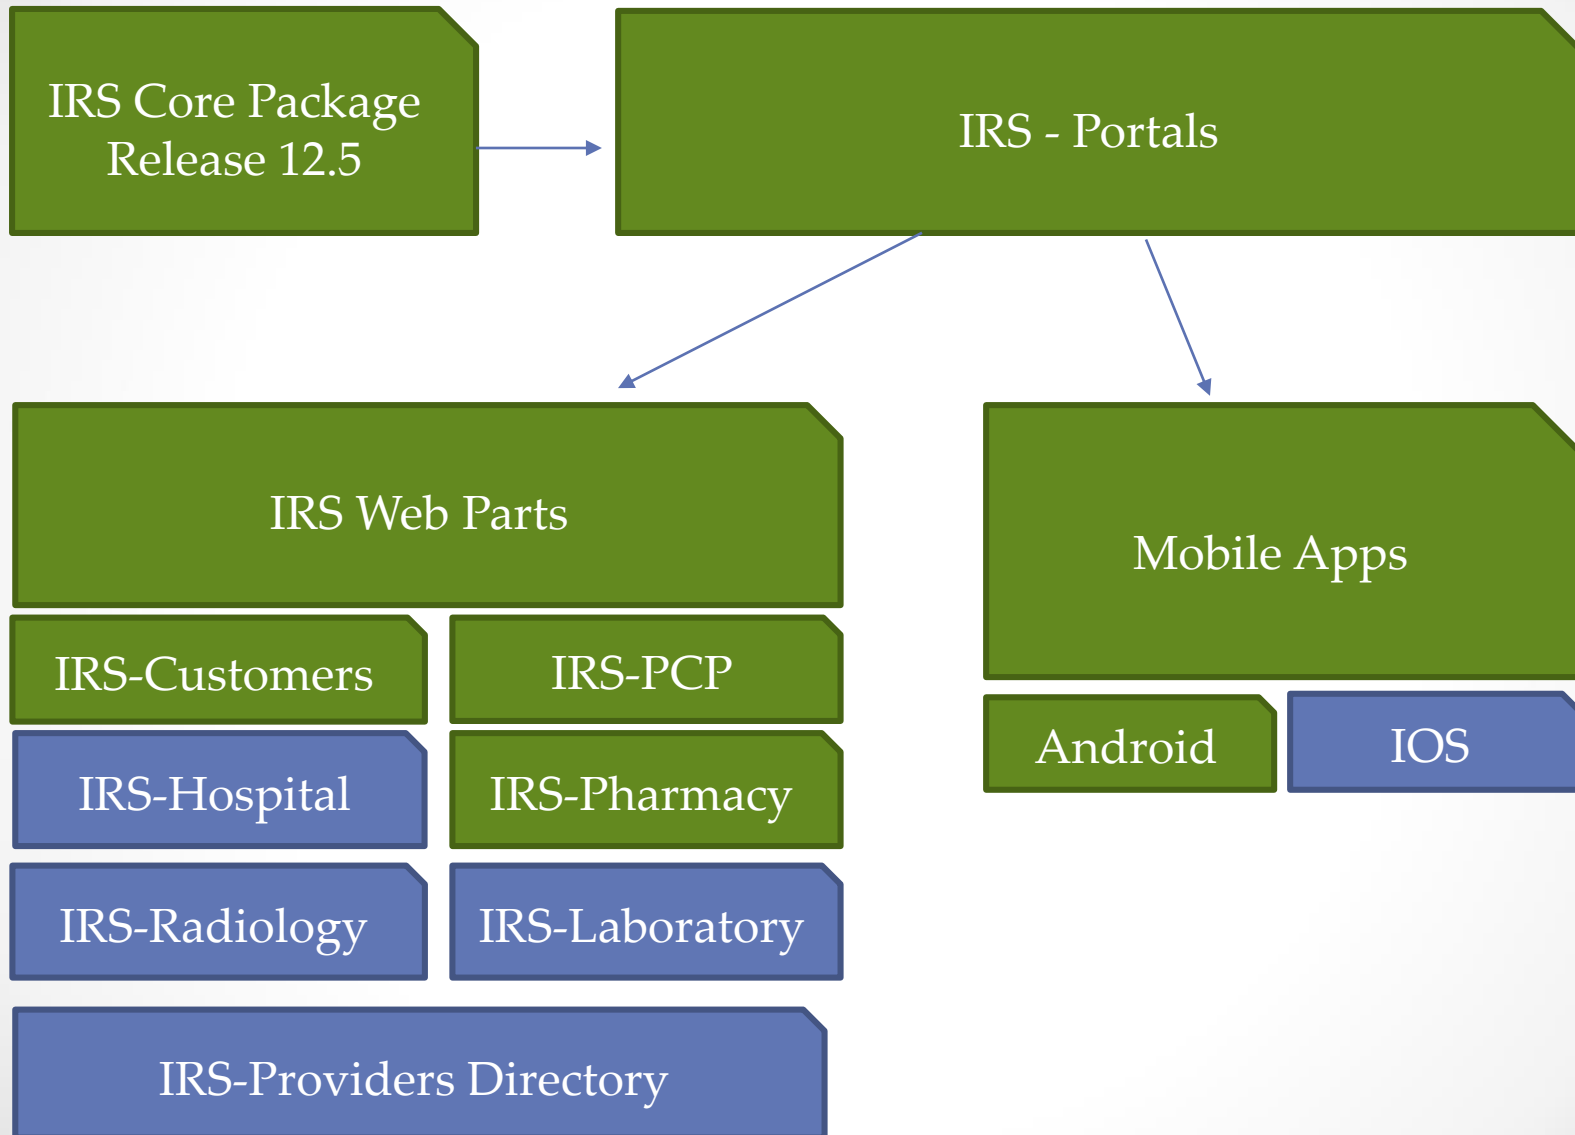 IRS Core Package
Release 12.5
IRS - Portals
IRS Web Parts
Mobile Apps
IRS-Customers
IRS-PCP
IRS-Hospital
IRS-Pharmacy
Android
IOS
IRS-Radiology
IRS-Laboratory
IRS-Providers Directory